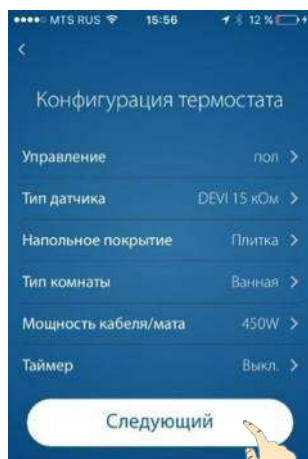 MTS RUS 15:56 12 %
Конфигурация термостата
Управление пол
Тип датчика DEVI 15 кОм
Напольное покрытие Плитка
Тип комнаты Ванная
Мощность кабеля/мата 450W
Таймер Выкл.
Следующий